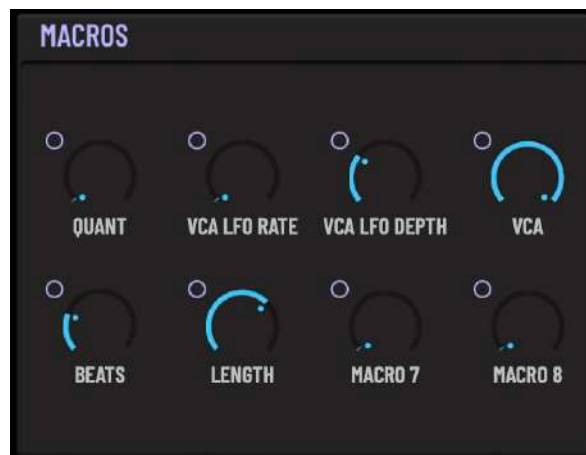 MACROS
QUANT VCA LFO RATE VCA LFO DEPTH VCA
BEATS LENGTH MACRO 7 MACRO 8